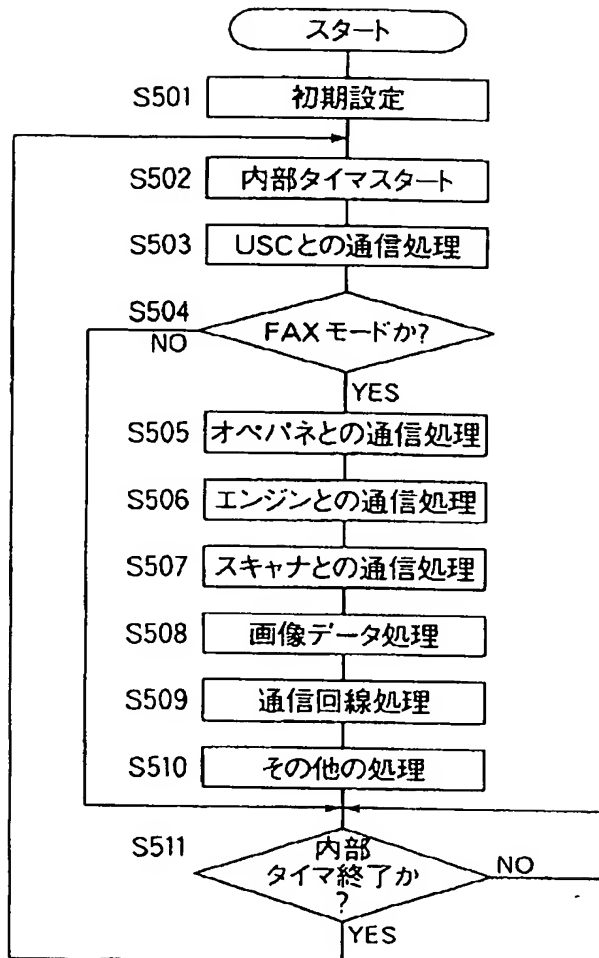 スタート
S501 初期設定
S502 内部タイマスタート
S503 USCとの通信処理
S504
NO
FAXモードか?
YES
S505 オペパネとの通信処理
S506 エンジンとの通信処理
S507 スキャナとの通信処理
S508 画像データ処理
S509 通信回線処理
S510 その他の処理
S511
内部
タイマ終了か
?
NO
YES